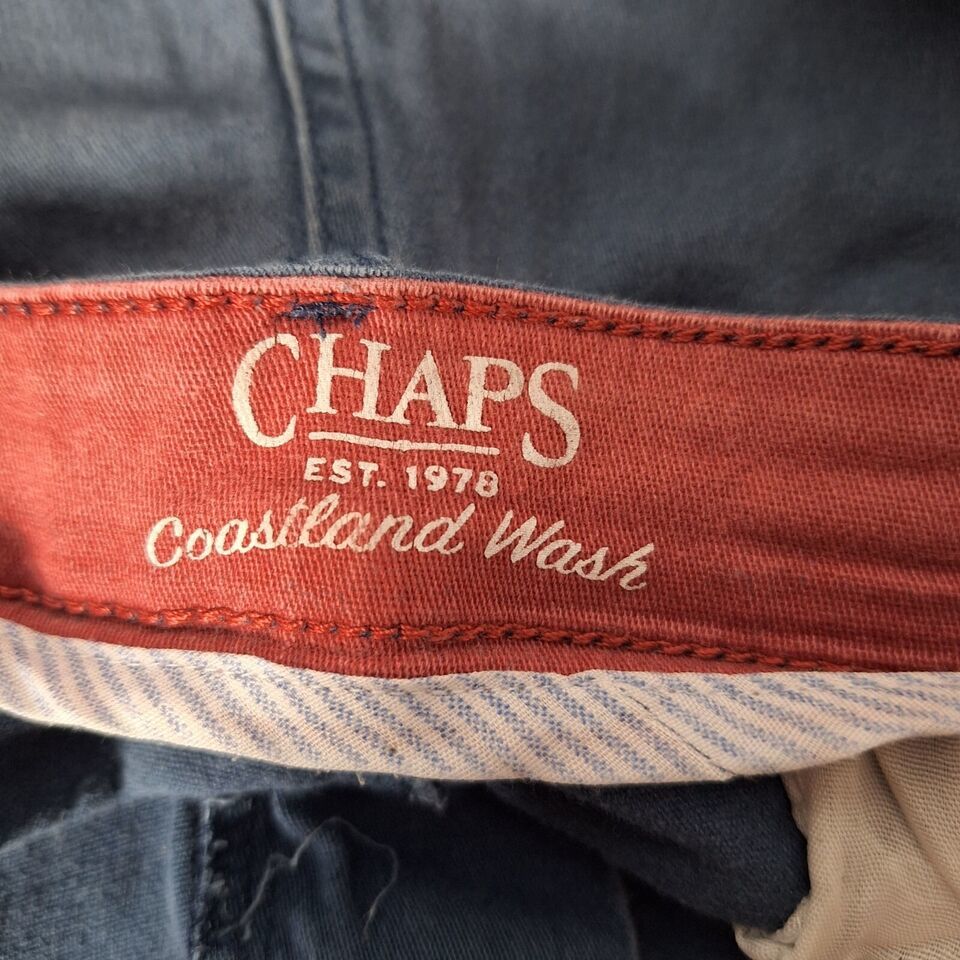 CHAPS
EST. 1978
Coastland Wash